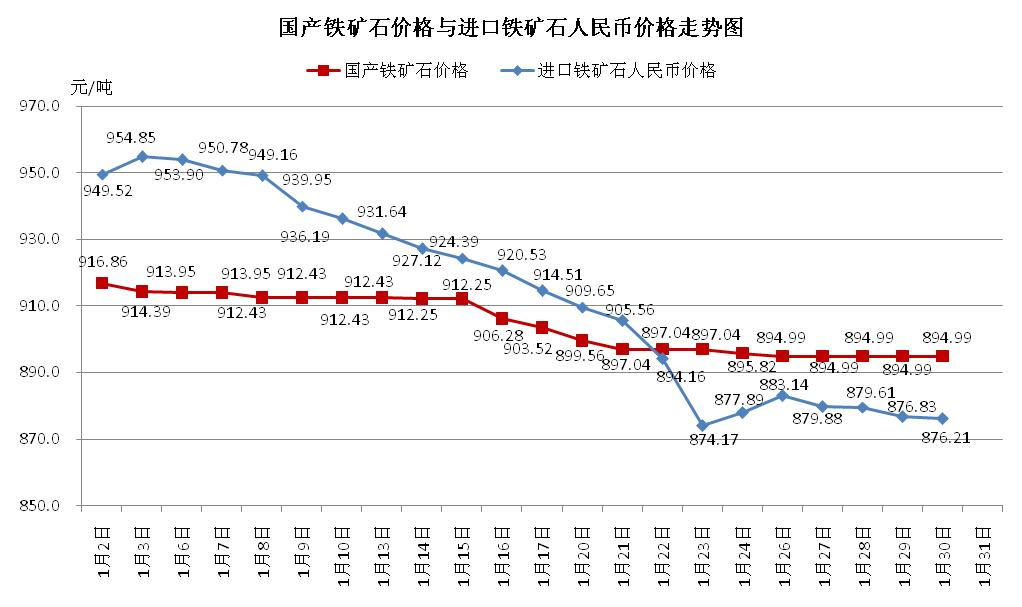 国产铁矿石价格与进口铁矿石人民币价格走势图
国产铁矿石价格 进口铁矿石人民币价格
元/吨
970.0
950.0
930.0
910.0
890.0
870.0
850.0
949.52 954.85 953.90 950.78 949.16 939.95 936.19 931.64 927.12 924.39 920.53 914.51 909.65 905.56 894.16 874.17 877.89 883.14 879.88 879.61 876.83 876.21
916.86 914.39 913.95 913.95 912.43 912.43 912.43 912.43 912.25 912.25 906.28 903.52 899.56 897.04 897.04 897.04 895.82 894.99 894.99 894.99 894.99 894.99
1月2日 1月3日 1月6日 1月7日 1月8日 1月9日 1月10日 1月13日 1月14日 1月15日 1月16日 1月17日 1月20日 1月21日 1月22日 1月23日 1月24日 1月26日 1月27日 1月28日 1月29日 1月30日 1月31日